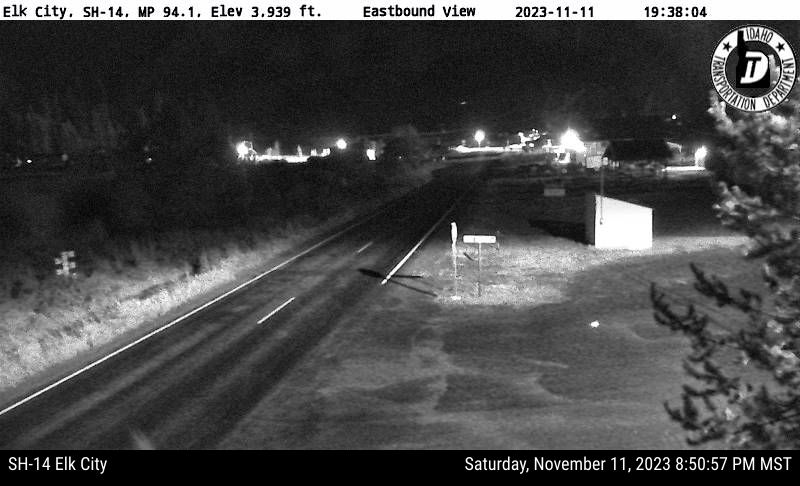 Elk City, SH-14, MP 94.1, Elev 3,939 ft. Eastbound View 2023-11-11 19:38:04
IDAHO
TRANSPORTATION DEPARTMENT
SH-14 Elk City Saturday, November 11, 2023 8:50:57 PM MST